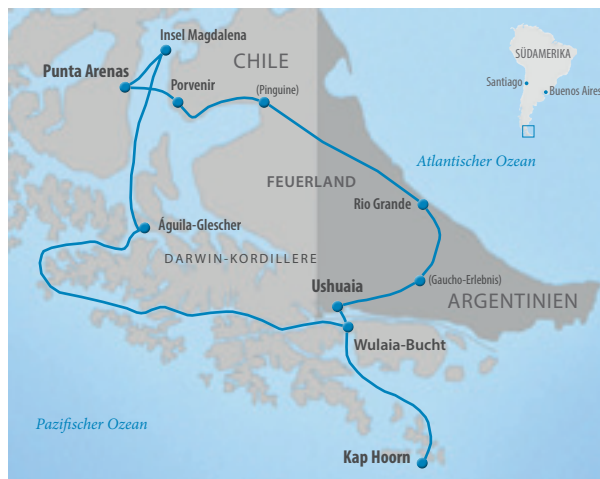 Insel Magdalena
CHILE
SÜDAMERIKA
Punta Arenas
Porvenir
(Pinguine)
Santiago
Buenos Aires
Atlantischer Ozean
FEUERLAND
Rio Grande
Águila-Glescher
DARWIN-KORDILLERE
(Gaucho-Erlebnis)
Ushuaia
ARGENTINIEN
Wulaia-Bucht
Pazifischer Ozean
Kap Hoorn